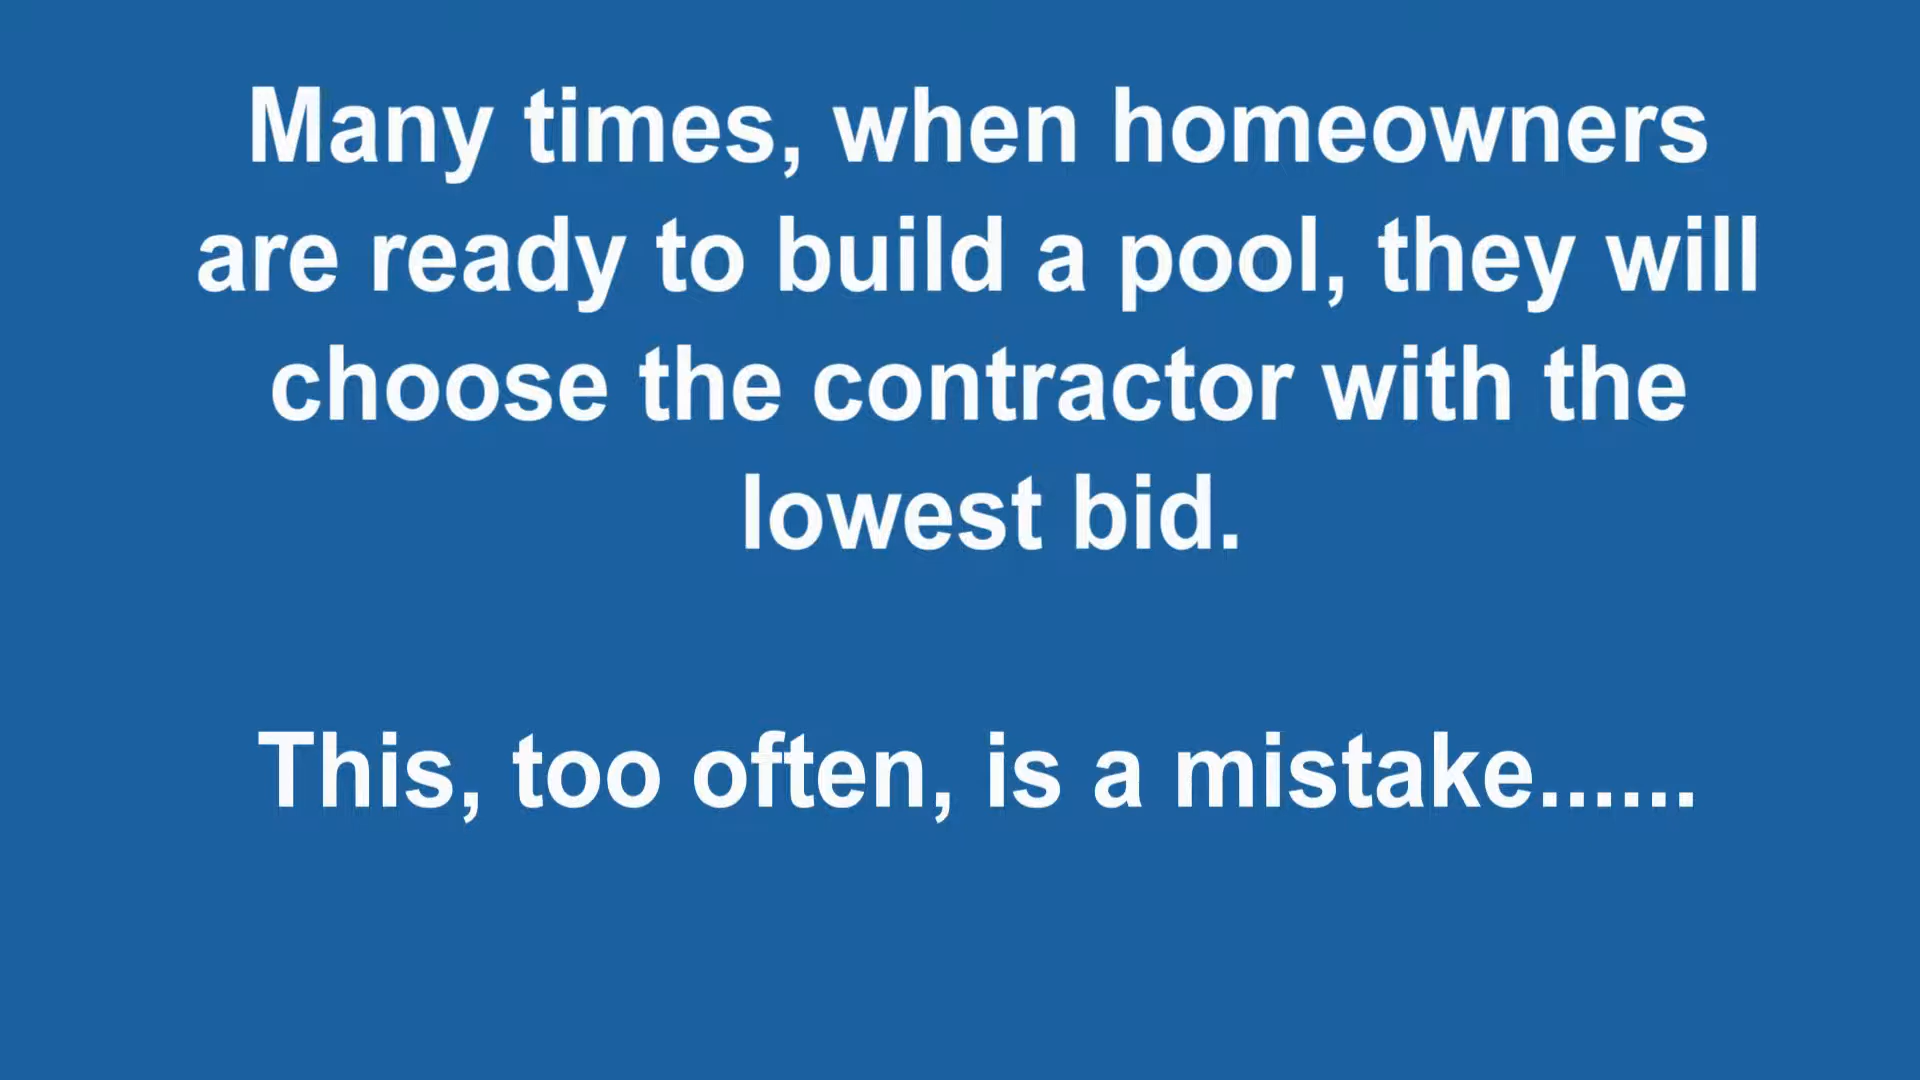 Many times, when homeowners
are ready to build a pool, they will
choose the contractor with the
lowest bid.
This, too often, is a mistake......